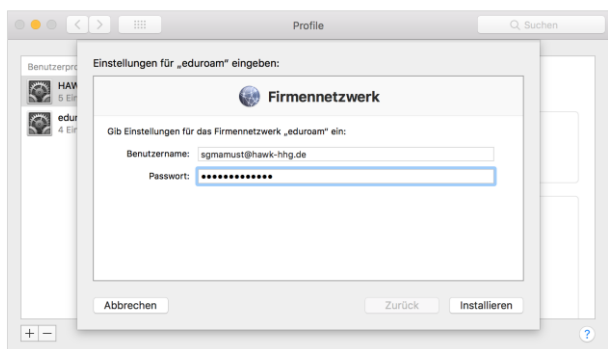 Profile
Suchen
Benutzerpro
HAW
5 Ein
edur
4 Ein
Einstellungen für „eduroam“ eingeben:
Firmennetzwerk
Gib Einstellungen für das Firmennetzwerk „eduroam“ ein:
Benutzername: sgmamust@hawk-hhg.de
Passwort: •••••••••••••
Abbrechen Zurück Installieren
+ − ?